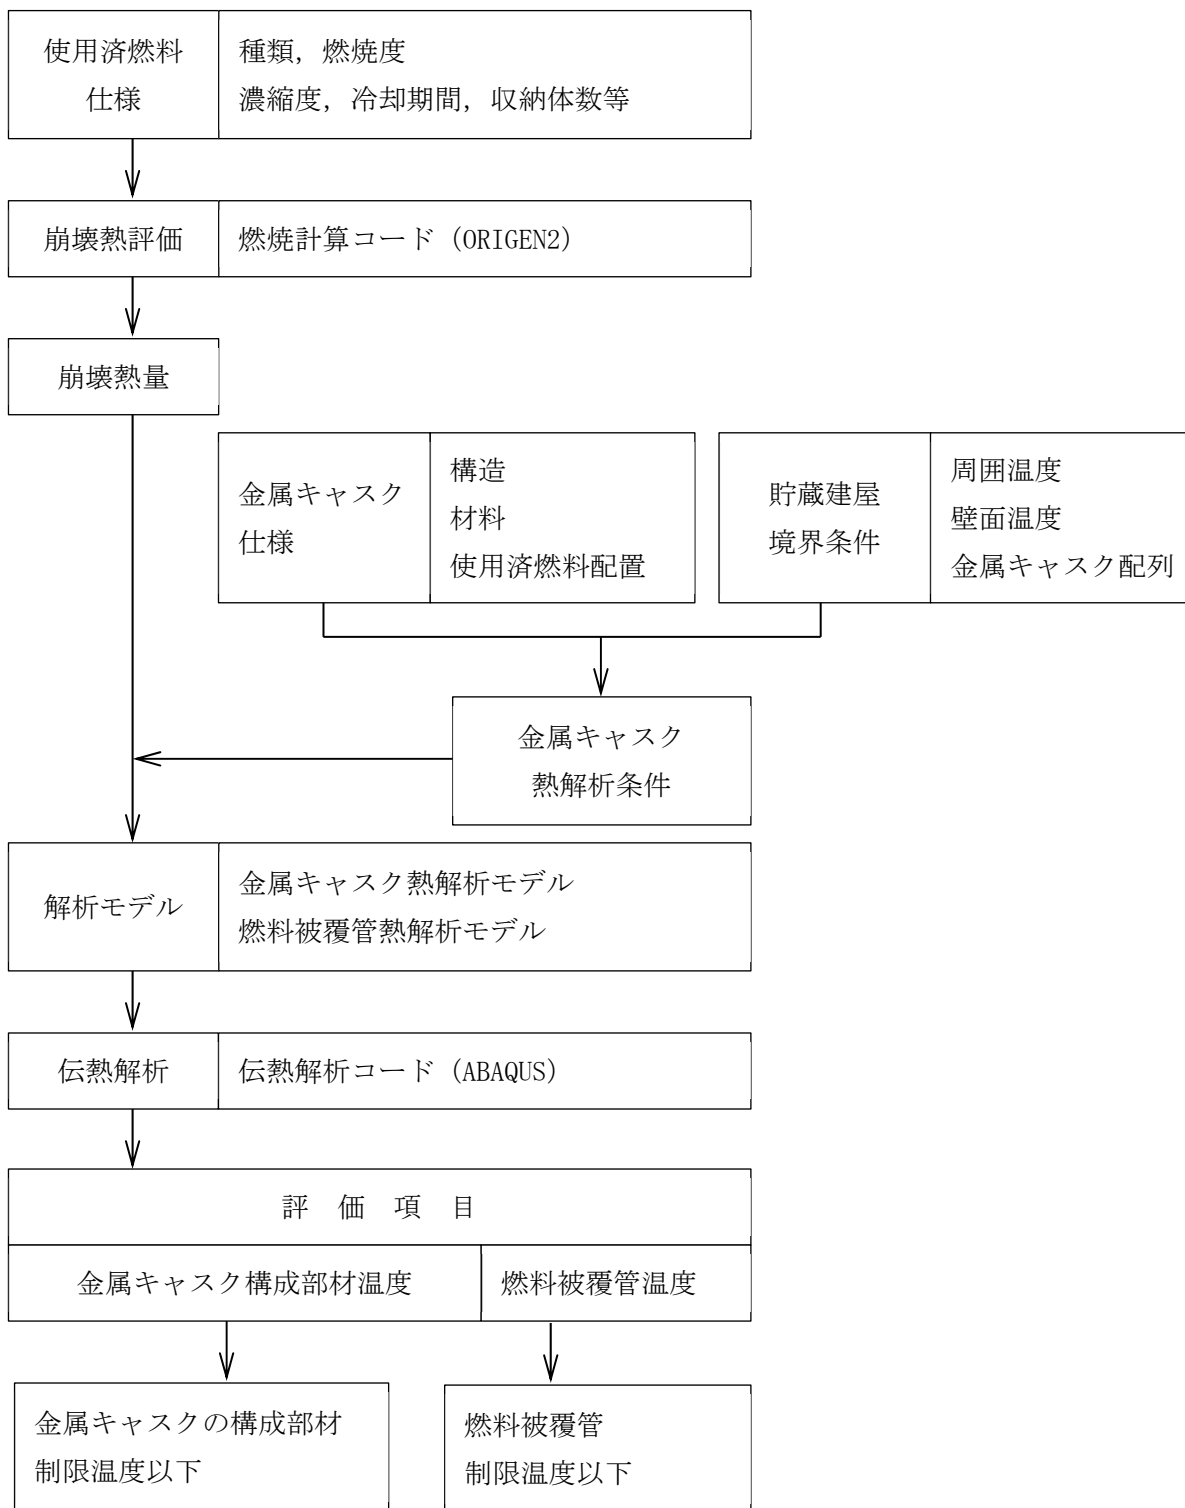 使用済燃料
仕様
種類，燃焼度
濃縮度，冷却期間，収納体数等
崩壊熱評価
燃焼計算コード（ORIGEN2）
崩壊熱量
金属キャスク
仕様
構造
材料
使用済燃料配置
貯蔵建屋
境界条件
周囲温度
壁面温度
金属キャスク配列
金属キャスク
熱解析条件
解析モデル
金属キャスク熱解析モデル
燃料被覆管熱解析モデル
伝熱解析
伝熱解析コード（ABAQUS）
評　価　項　目
金属キャスク構成部材温度
燃料被覆管温度
金属キャスクの構成部材
制限温度以下
燃料被覆管
制限温度以下